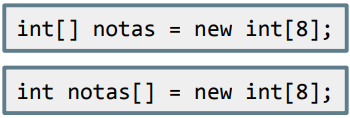 int[] notas = new int[8];
int notas[] = new int[8];